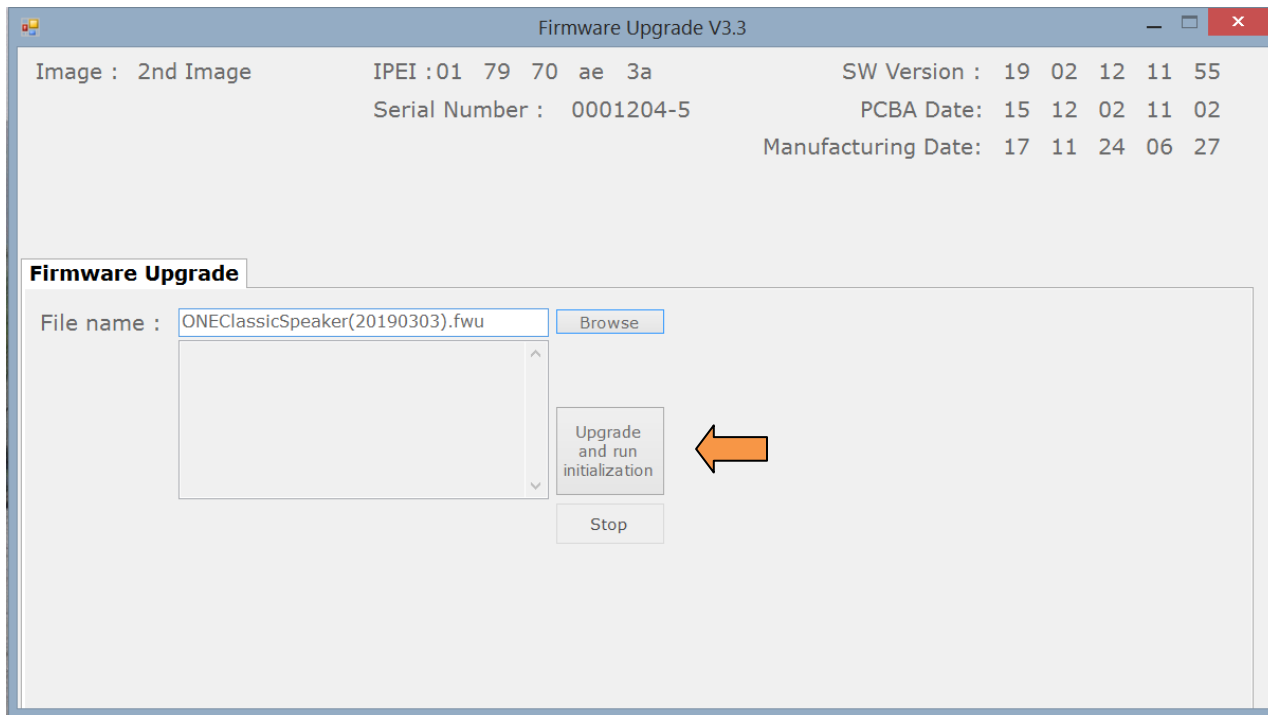 Firmware Upgrade V3.3
Image : 2nd Image IPEI :01 79 70 ae 3a SW Version : 19 02 12 11 55
Serial Number : 0001204-5 PCBA Date: 15 12 02 11 02
Manufacturing Date: 17 11 24 06 27
Firmware Upgrade
File name : ONEClassicSpeaker(20190303).fwu Browse
Upgrade
and run
initialization
Stop